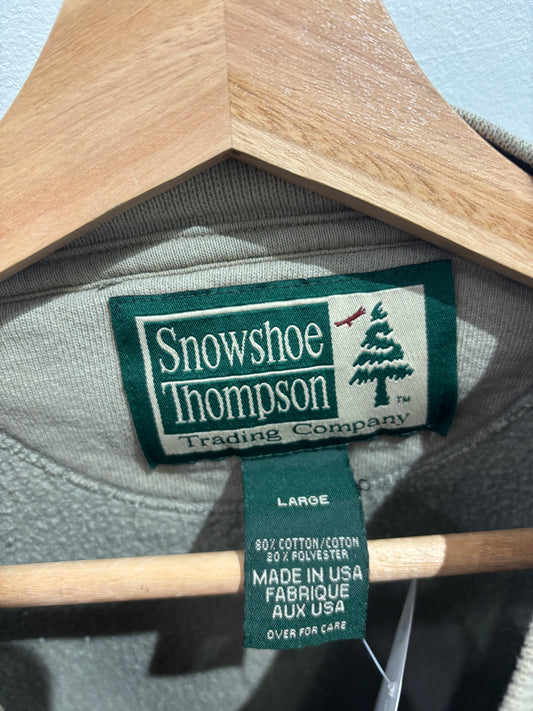 Snowshoe
Thompson
TM
Trading Company
LARGE
80% COTTON/COTON
20% POLYESTER
MADE IN USA
FABRIQUE
AUX USA
OVER FOR CARE